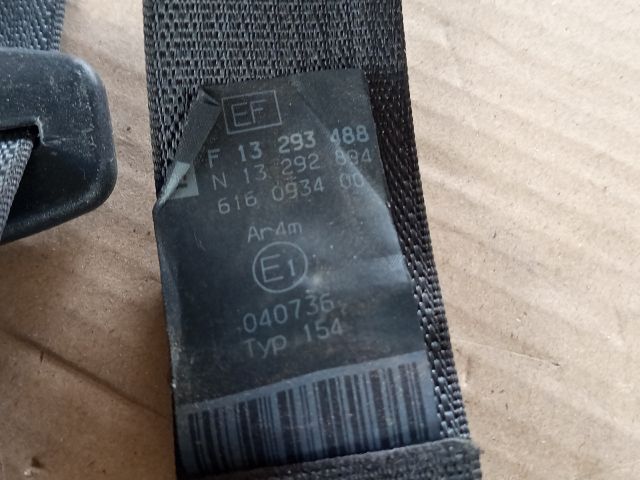 EF
F 13 293 488
N 13 292 894
616 0934 00
Ar4m
E1
040736
Typ 154